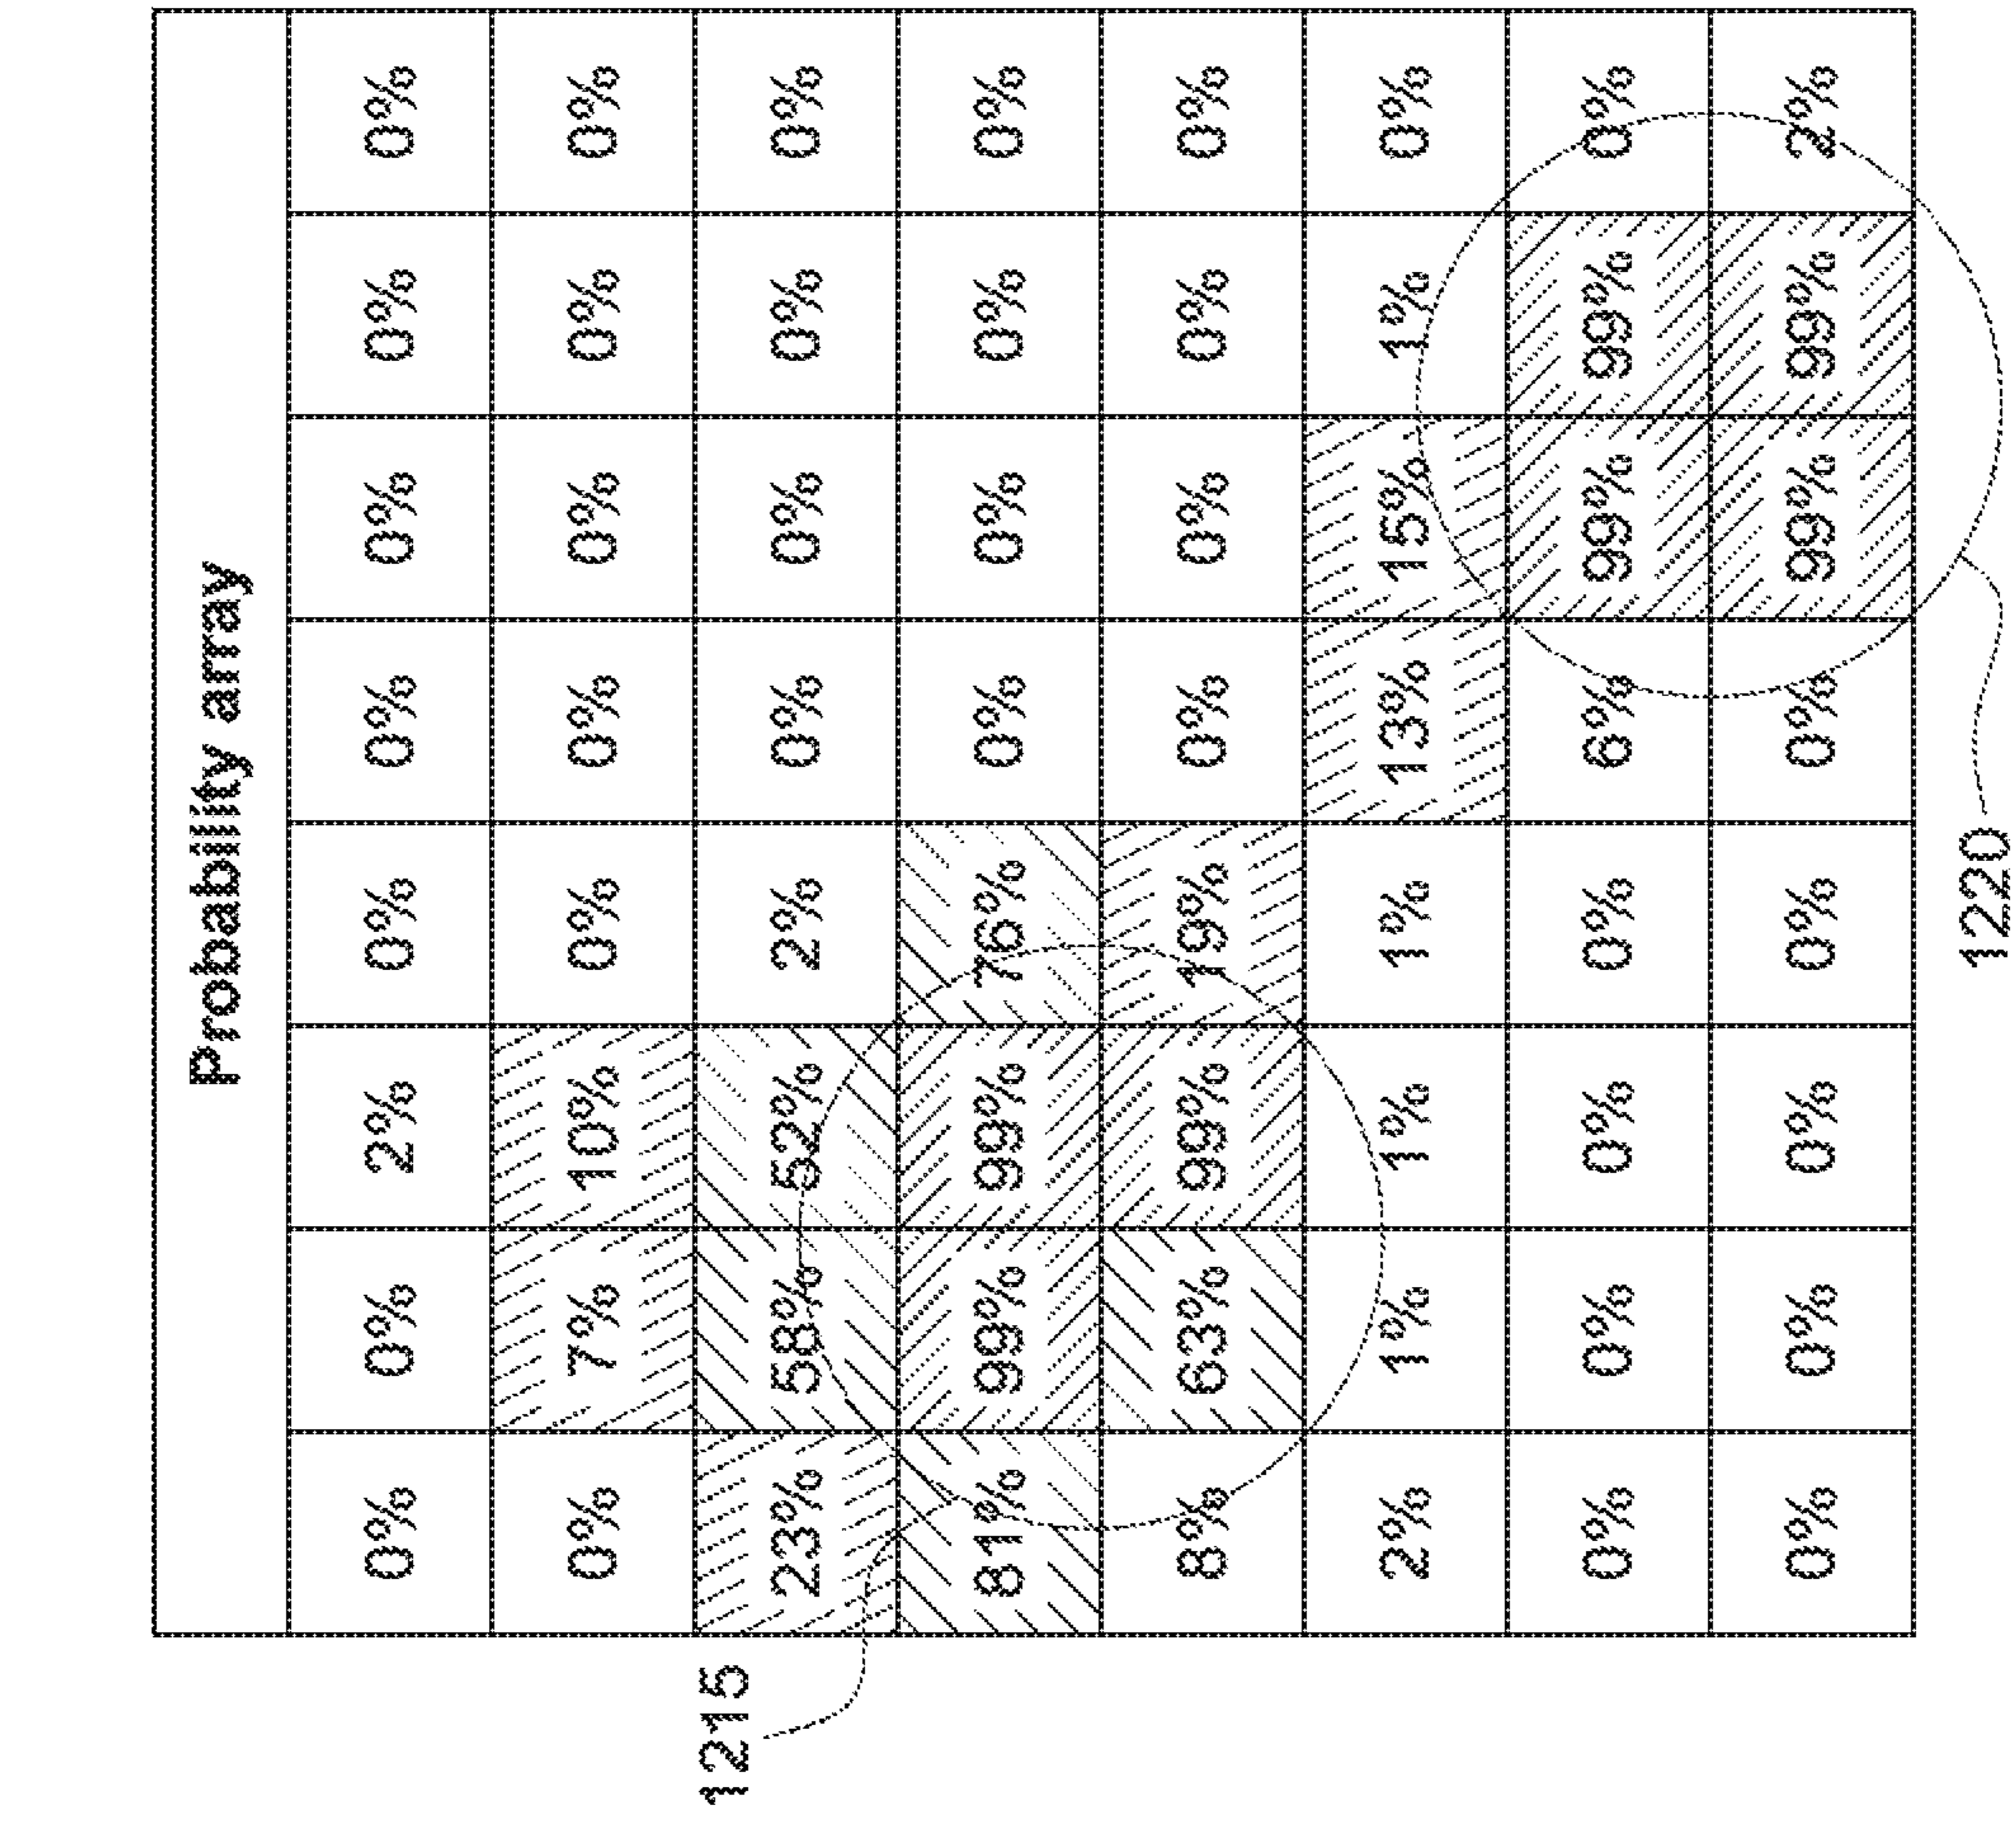 Probability array
0% 0% 2% 0% 0% 0% 0% 0%
0% 7% 10% 0% 0% 0% 0% 0%
1215
23% 58% 52% 2% 0% 0% 0% 0%
81% 99% 99% 76% 0% 0% 0% 0%
8% 63% 99% 19% 0% 0% 0% 0%
2% 1% 1% 1% 13% 15% 1% 0%
0% 0% 0% 0% 6% 99% 99% 0%
0% 0% 0% 0% 0% 99% 99% 2%
1220